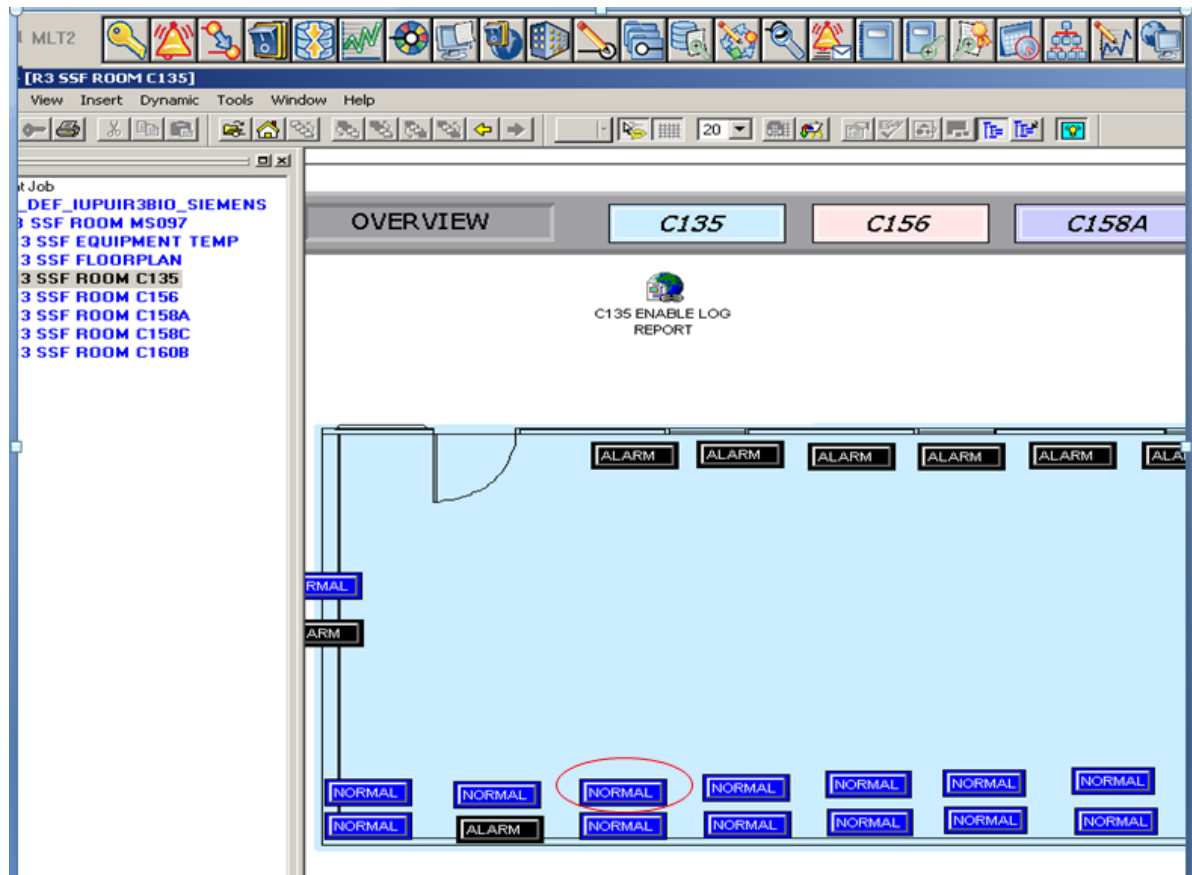 MLT2
[R3 SSF ROOM C135]
View Insert Dynamic Tools Window Help
20
t Job
_DEF_IUPUIR3BIO_SIEMENS
3 SSF ROOM MS097
3 SSF EQUIPMENT TEMP
3 SSF FLOORPLAN
3 SSF ROOM C135
3 SSF ROOM C156
3 SSF ROOM C158A
3 SSF ROOM C158C
3 SSF ROOM C160B
OVERVIEW C135 C156 C158A
C135 ENABLE LOG
REPORT
ALARM ALARM ALARM ALARM ALARM ALA
RMAL
ARM
NORMAL NORMAL NORMAL NORMAL NORMAL NORMAL NORMAL
NORMAL ALARM NORMAL NORMAL NORMAL NORMAL NORMAL